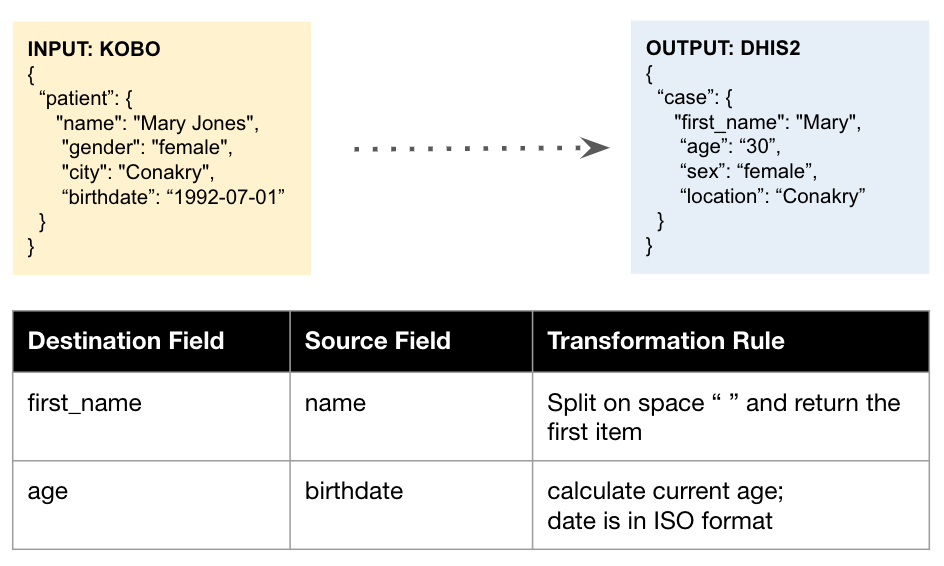 INPUT: KOBO
{
“patient”: {
"name": "Mary Jones",
"gender": "female",
"city": "Conakry",
“birthdate”: “1992-07-01”
}
}
OUTPUT: DHIS2
{
“case”: {
"first_name": "Mary",
“age”: “30”,
“sex”: “female”,
“location”: “Conakry”
}
}
Destination Field
Source Field
Transformation Rule
first_name
name
Split on space “ ” and return the
first item
age
birthdate
calculate current age;
date is in ISO format